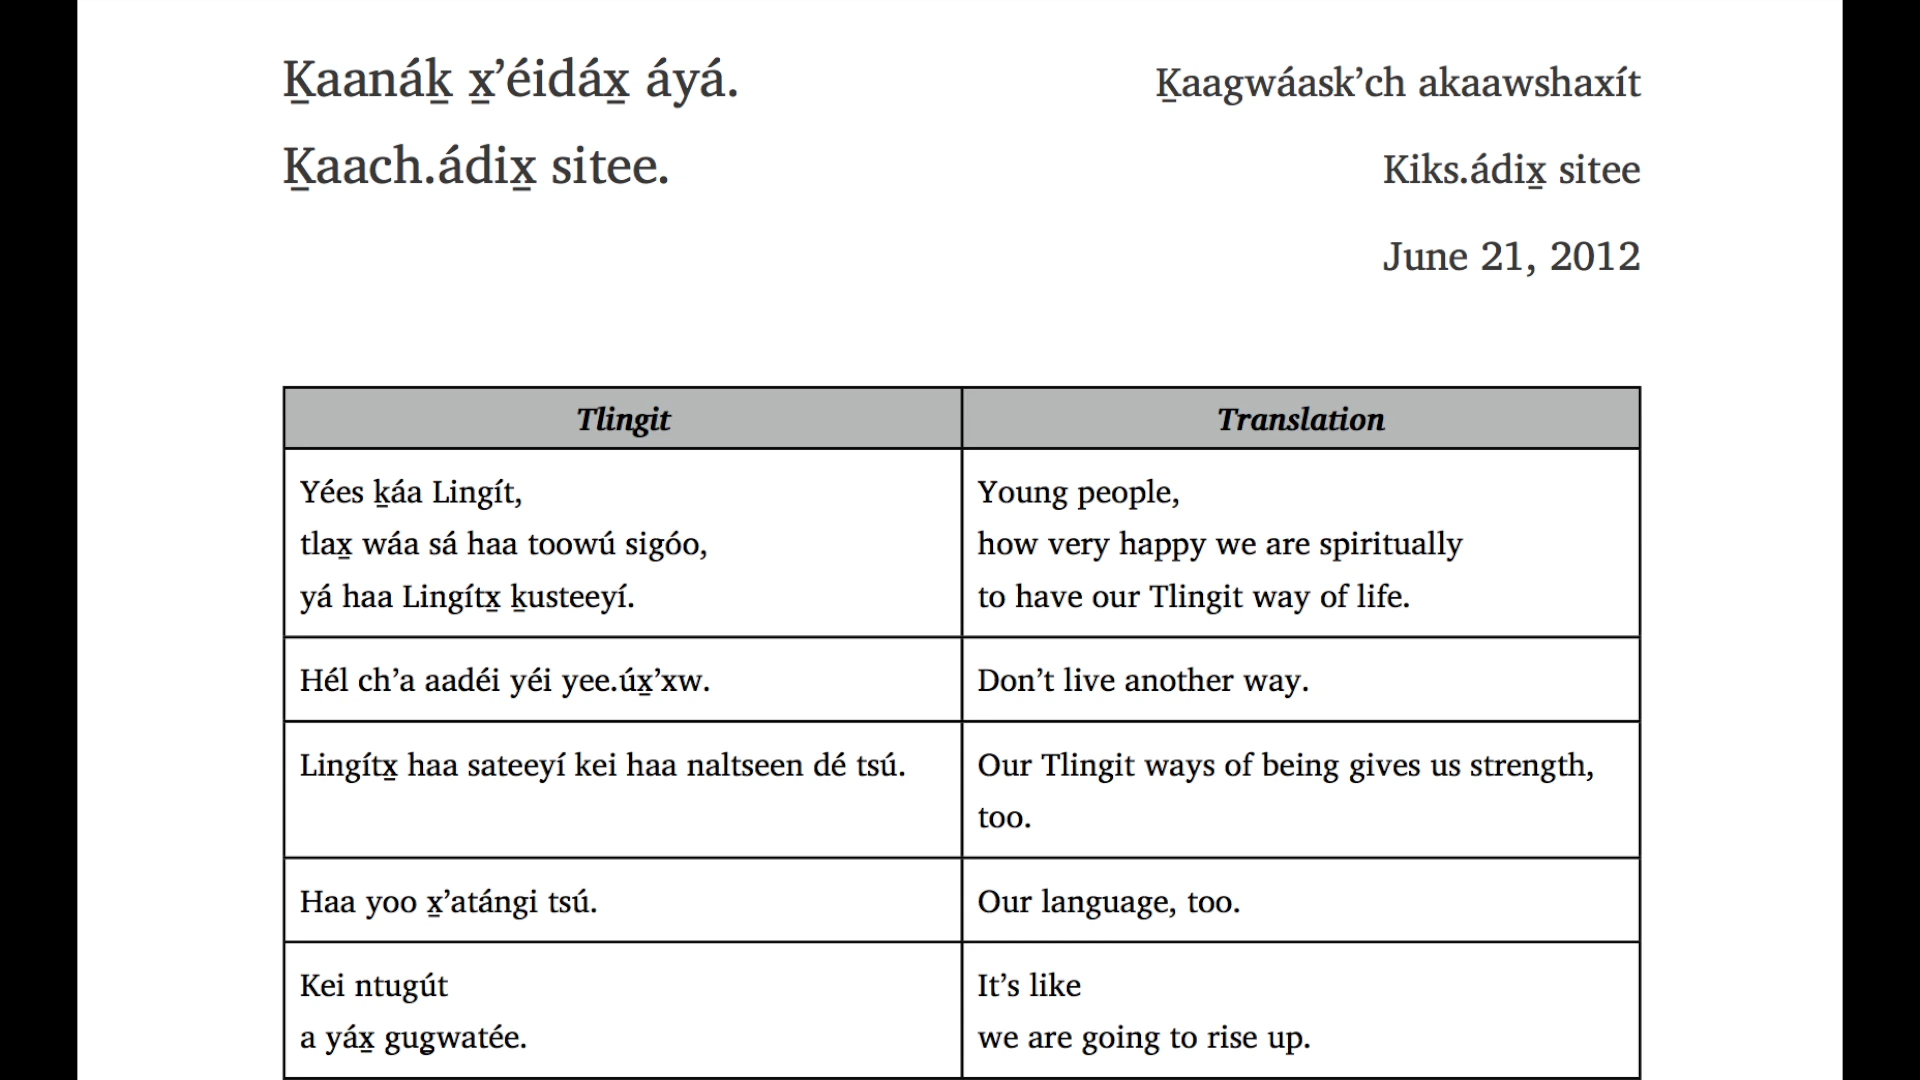 Ḵaanáḵ x̱’éidáx̱ áyá.
Ḵaach.ádix̱ sitee.
Ḵaagwáask’ch akaawshaxít
Kiks.ádix̱ sitee
June 21, 2012
Tlingit
Translation
Yées ḵáa Lingít,
tlax̱ wáa sá haa toowú sigóo,
yá haa Lingítx̱ ḵusteeyí.
Young people,
how very happy we are spiritually
to have our Tlingit way of life.
Hél ch’a aadéi yéi yee.úx̱’xw.
Don’t live another way.
Lingítx̱ haa sateeyí kei haa naltseen dé tsú.
Our Tlingit ways of being gives us strength,
too.
Haa yoo x̱’atángi tsú.
Our language, too.
Kei ntugút
a yáx̱ gug̱watée.
It’s like
we are going to rise up.